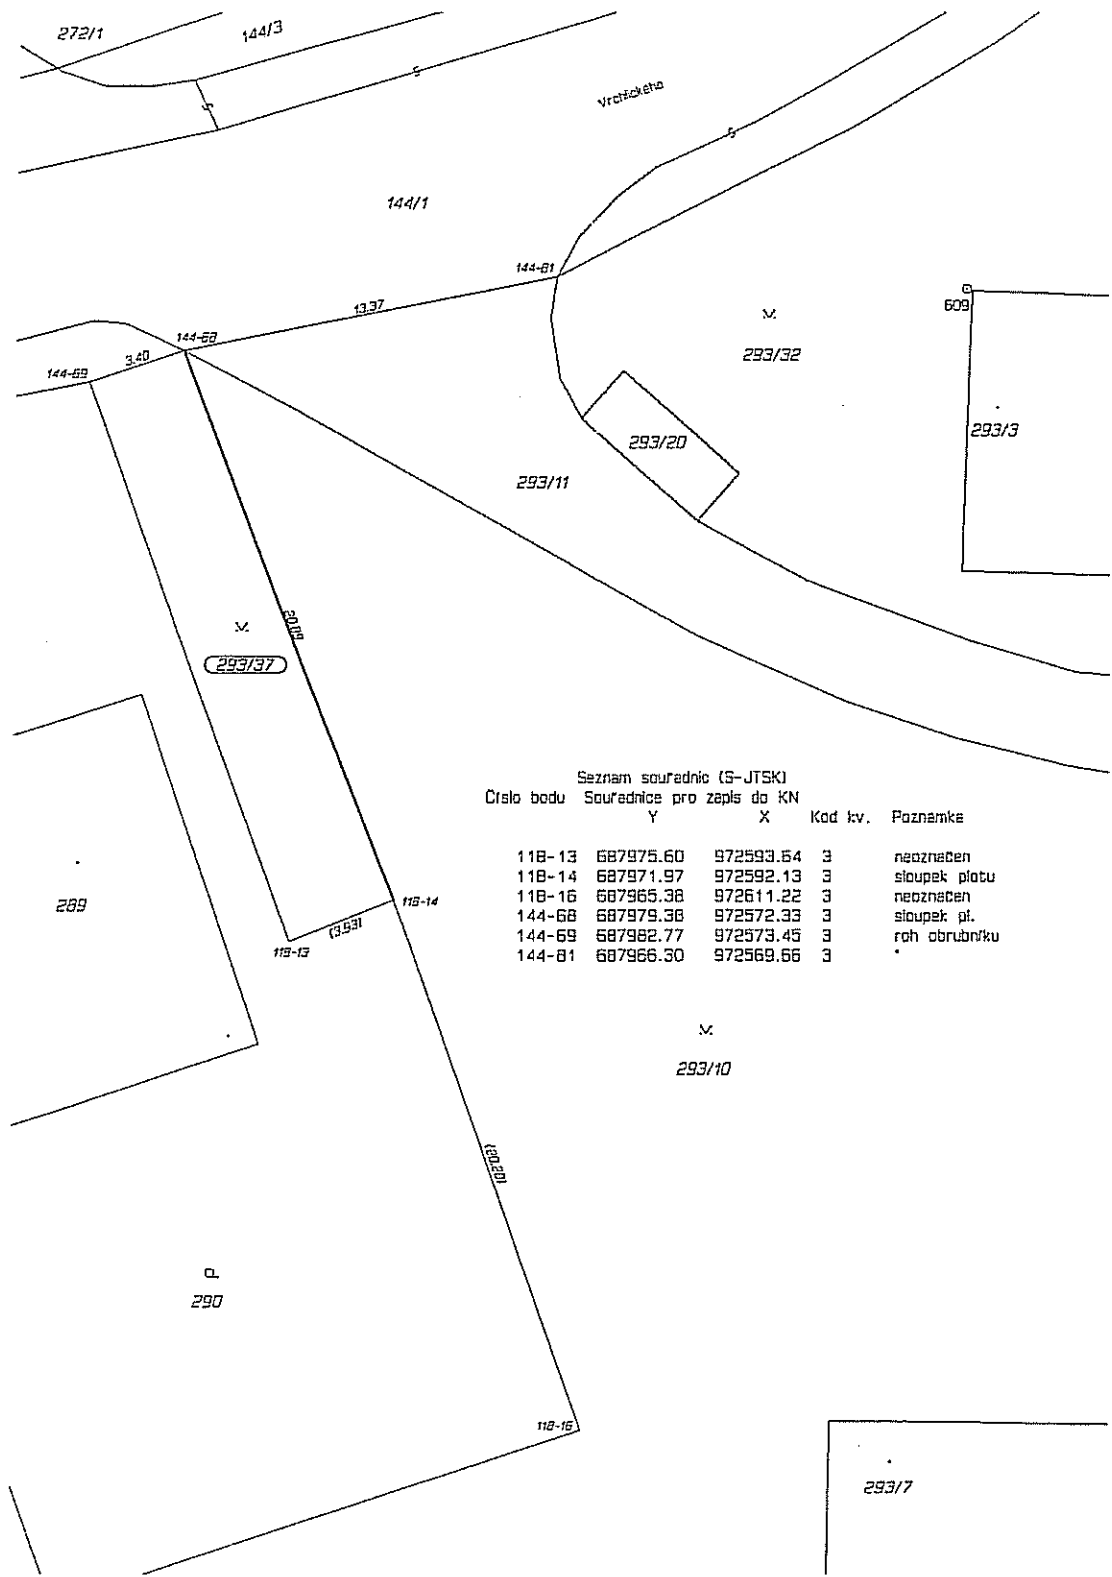 272/1
144/3
S
S
Vrchlického
S
144/1
144-81
13.37
609
144-68
3.40
144-69
293/32
293/3
293/20
293/11
20.09
293/37
Seznam souřadnic (S-JTSK)
Číslo bodu Souřadnice pro zápis do KN
Y X Kod kv. Poznamka
118-13 687975.60 972593.64 3 neoznačen
118-14 687971.97 972592.13 3 sloupek plotu
118-16 687965.38 972611.22 3 neoznačen
144-68 687979.38 972572.33 3 sloupek pl.
144-69 687982.77 972573.45 3 roh obrubníku
144-81 687966.30 972569.66 3 "
289
118-14
(3.93)
118-13
293/10
(20.20)
290
118-16
293/7